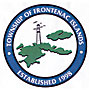 TOWNSHIP OF FRONTENAC ISLANDS
ESTABLISHED 1998